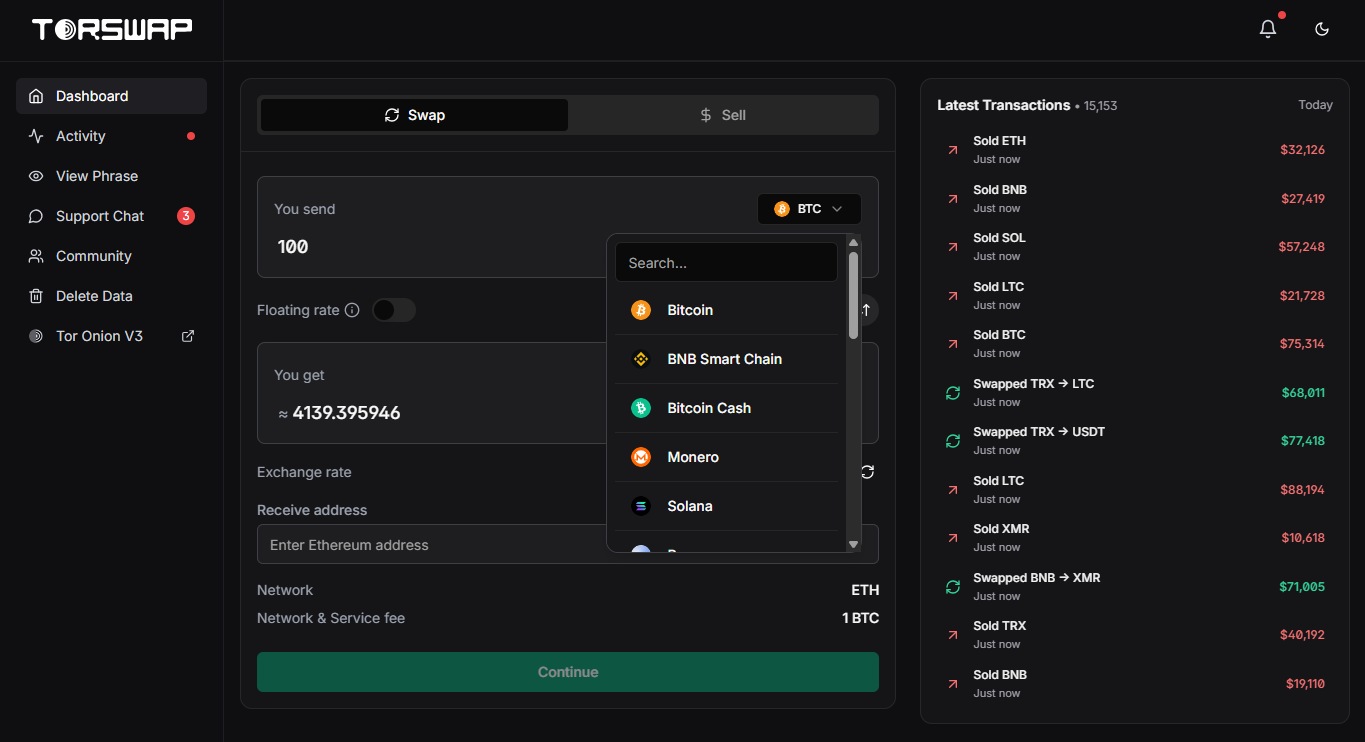 TORSWAP
Dashboard
Activity
View Phrase
Support Chat 3
Community
Delete Data
Tor Onion V3
Swap
Sell
You send
BTC
100
Search...
Bitcoin
BNB Smart Chain
Bitcoin Cash
Monero
Solana
Floating rate
You get
≈ 4139.395946
Exchange rate
Receive address
Enter Ethereum address
Network ETH
Network & Service fee 1 BTC
Continue
Latest Transactions • 15,153 Today
Sold ETH $32,126
Just now
Sold BNB $27,419
Just now
Sold SOL $57,248
Just now
Sold LTC $21,728
Just now
Sold BTC $75,314
Just now
Swapped TRX → LTC $68,011
Just now
Swapped TRX → USDT $77,418
Just now
Sold LTC $88,194
Just now
Sold XMR $10,618
Just now
Swapped BNB → XMR $71,005
Just now
Sold TRX $40,192
Just now
Sold BNB $19,110
Just now